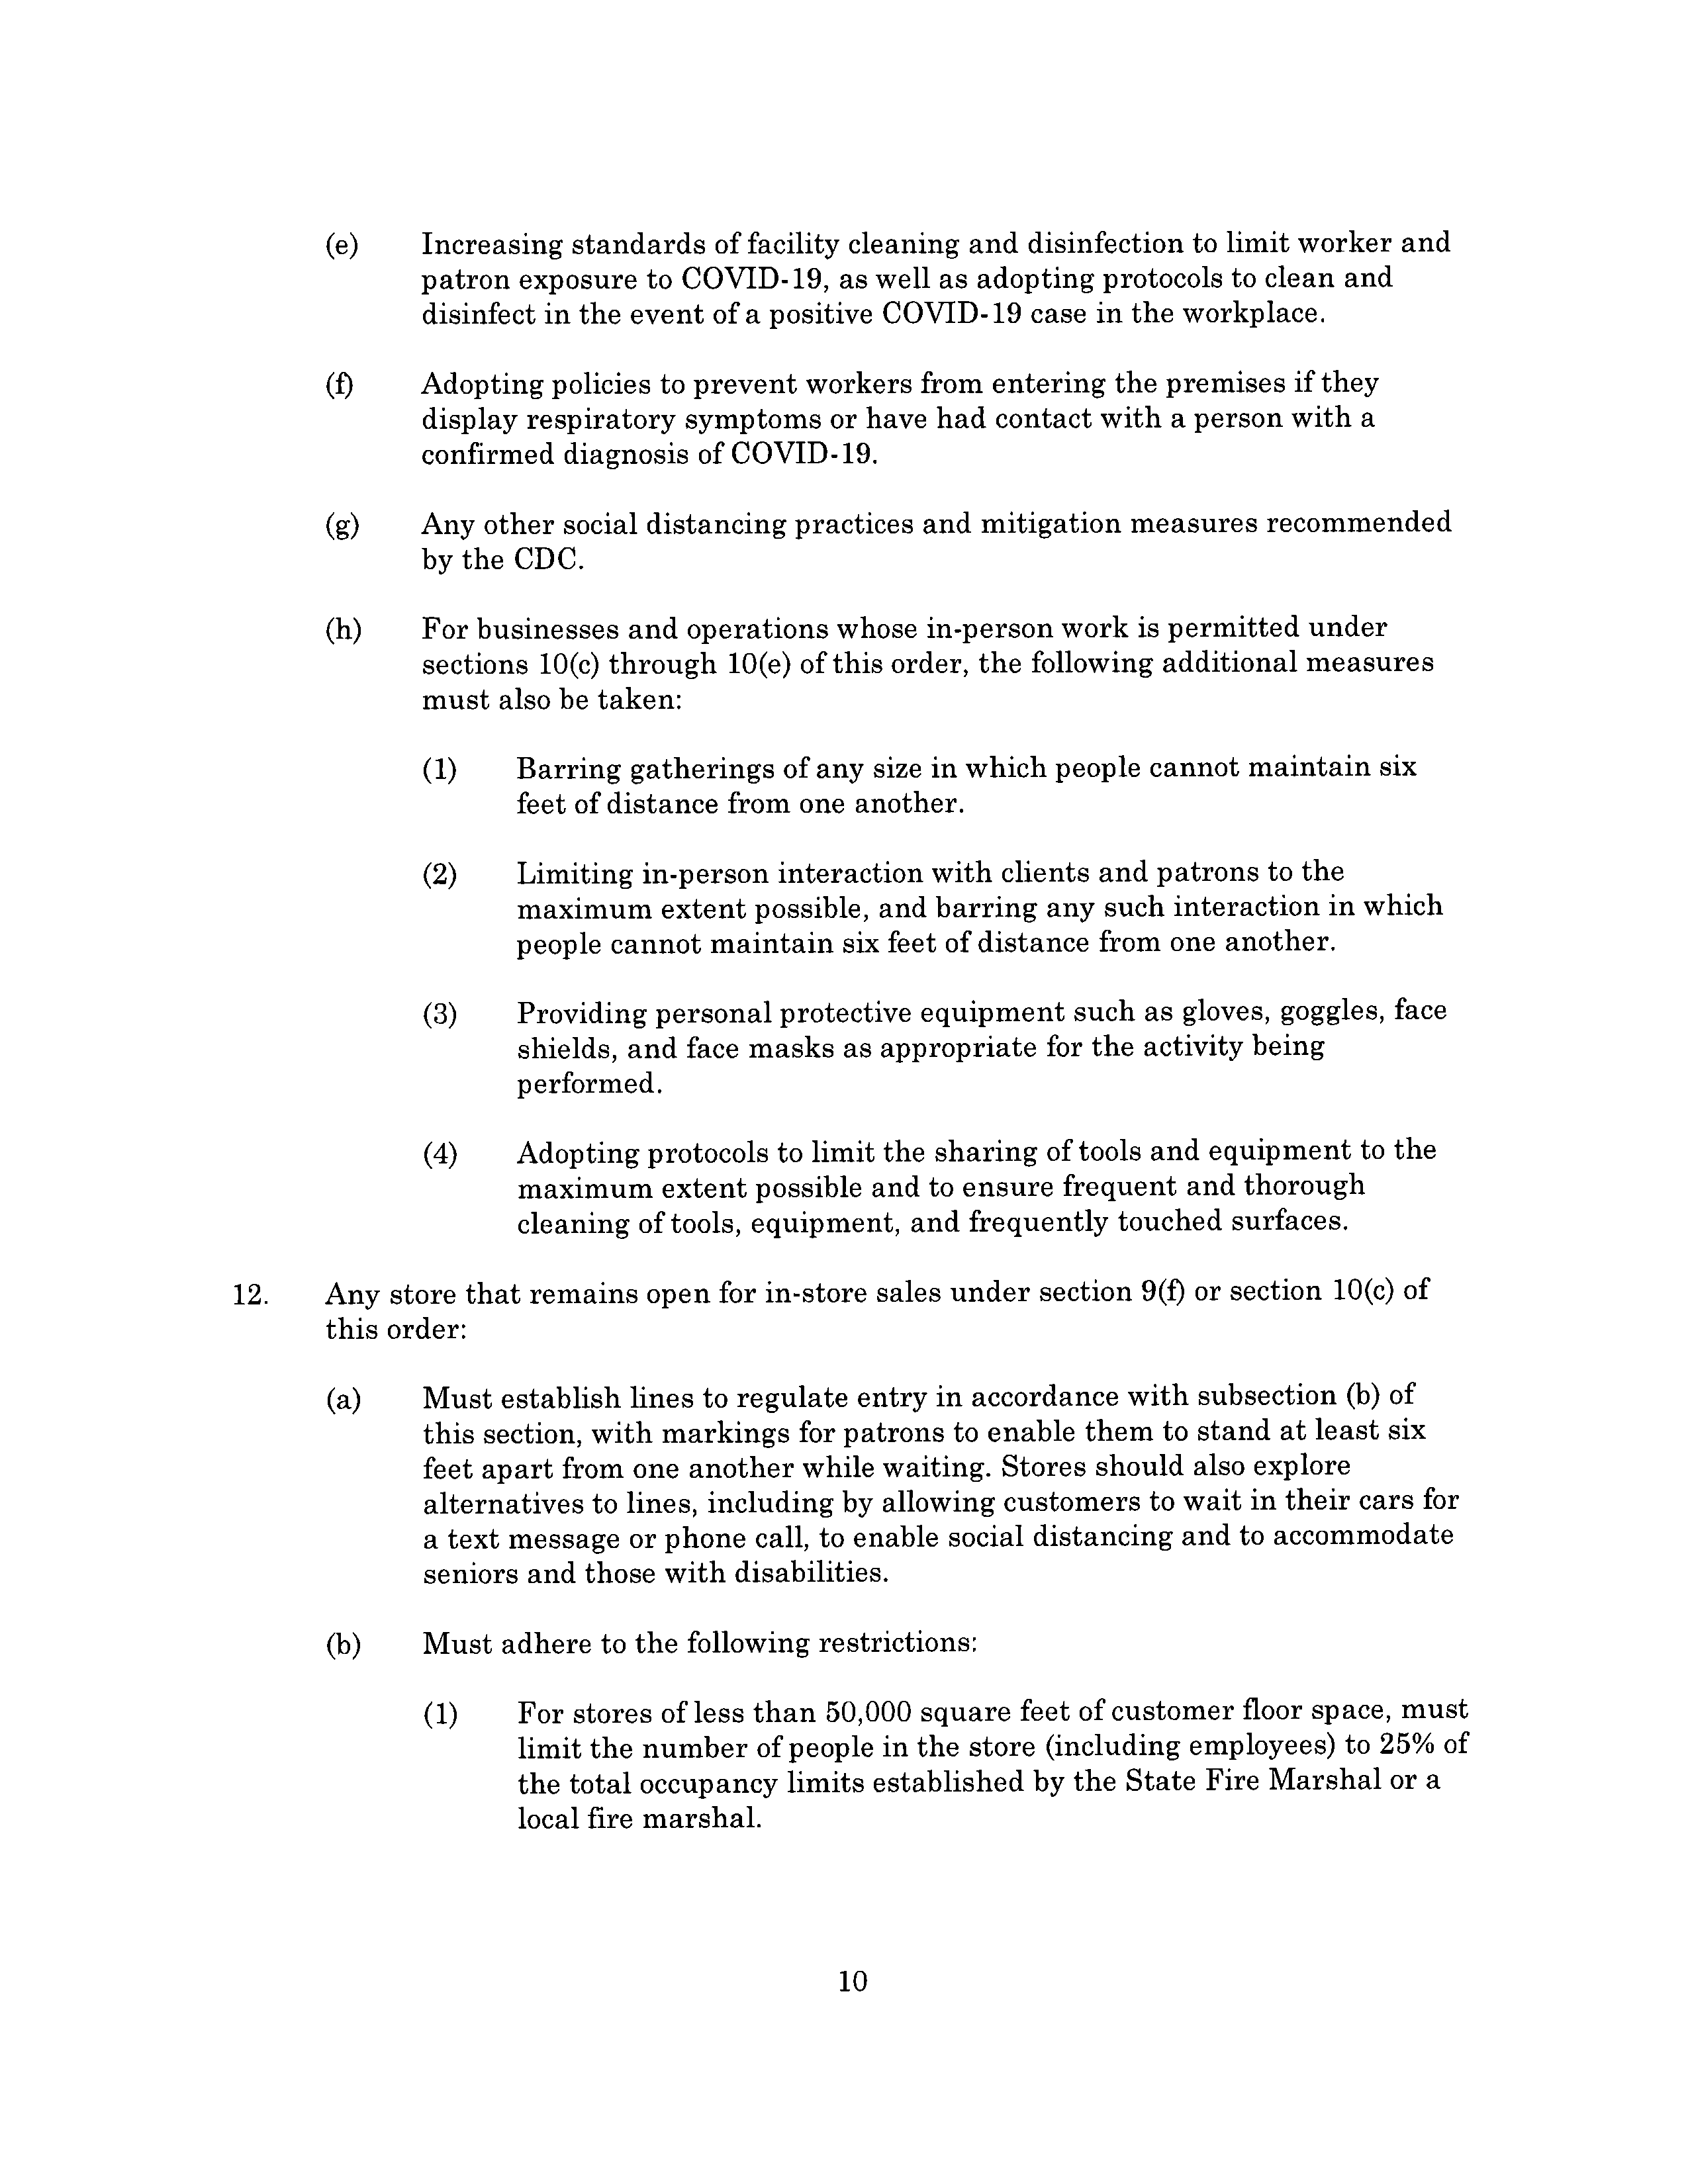 (e) Increasing standards of facility cleaning and disinfection to limit worker and
patron exposure to COVID-19, as well as adopting protocols to clean and
disinfect in the event of a positive COVID-19 case in the workplace.
(f) Adopting policies to prevent workers from entering the premises if they
display respiratory symptoms or have had contact with a person with a
confirmed diagnosis of COVID-19.
(g) Any other social distancing practices and mitigation measures recommended
by the CDC.
(h) For businesses and operations whose in-person work is permitted under
sections 10(c) through 10(e) of this order, the following additional measures
must also be taken:
(1) Barring gatherings of any size in which people cannot maintain six
feet of distance from one another.
(2) Limiting in-person interaction with clients and patrons to the
maximum extent possible, and barring any such interaction in which
people cannot maintain six feet of distance from one another.
(3) Providing personal protective equipment such as gloves, goggles, face
shields, and face masks as appropriate for the activity being
performed.
(4) Adopting protocols to limit the sharing of tools and equipment to the
maximum extent possible and to ensure frequent and thorough
cleaning of tools, equipment, and frequently touched surfaces.
12. Any store that remains open for in-store sales under section 9(f) or section 10(c) of
this order:
(a) Must establish lines to regulate entry in accordance with subsection (b) of
this section, with markings for patrons to enable them to stand at least six
feet apart from one another while waiting. Stores should also explore
alternatives to lines, including by allowing customers to wait in their cars for
a text message or phone call, to enable social distancing and to accommodate
seniors and those with disabilities.
(b) Must adhere to the following restrictions:
(1) For stores of less than 50,000 square feet of customer floor space, must
limit the number of people in the store (including employees) to 25% of
the total occupancy limits established by the State Fire Marshal or a
local fire marshal.
10